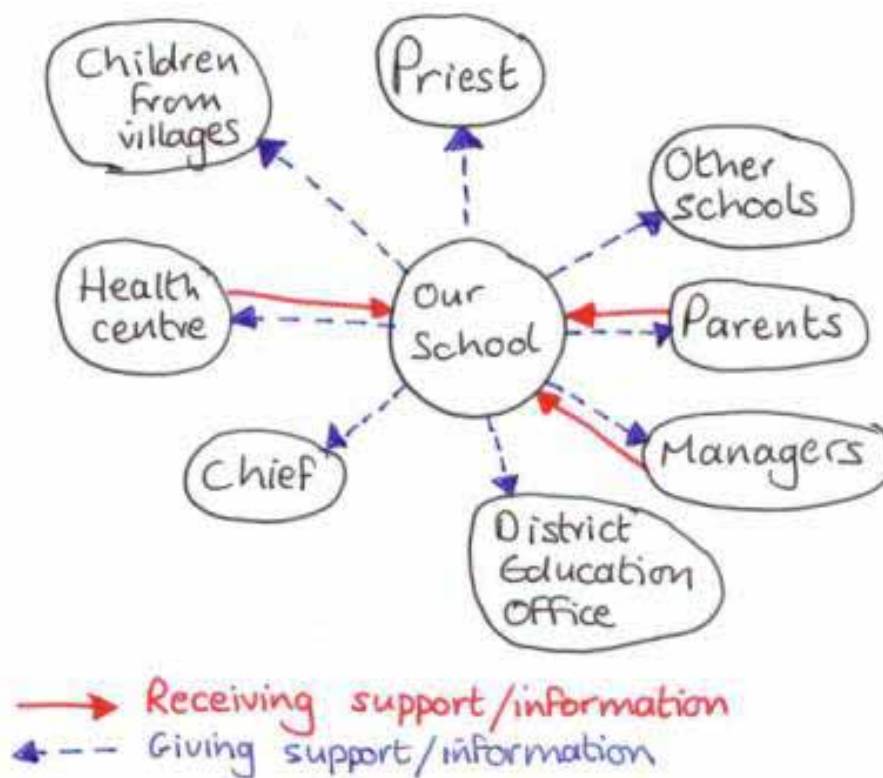 Children
from
villages
Priest
Other
schools
Health
centre
Our
School
Parents
Chief
Managers
District
Education
Office
Receiving support/information
Giving support/information